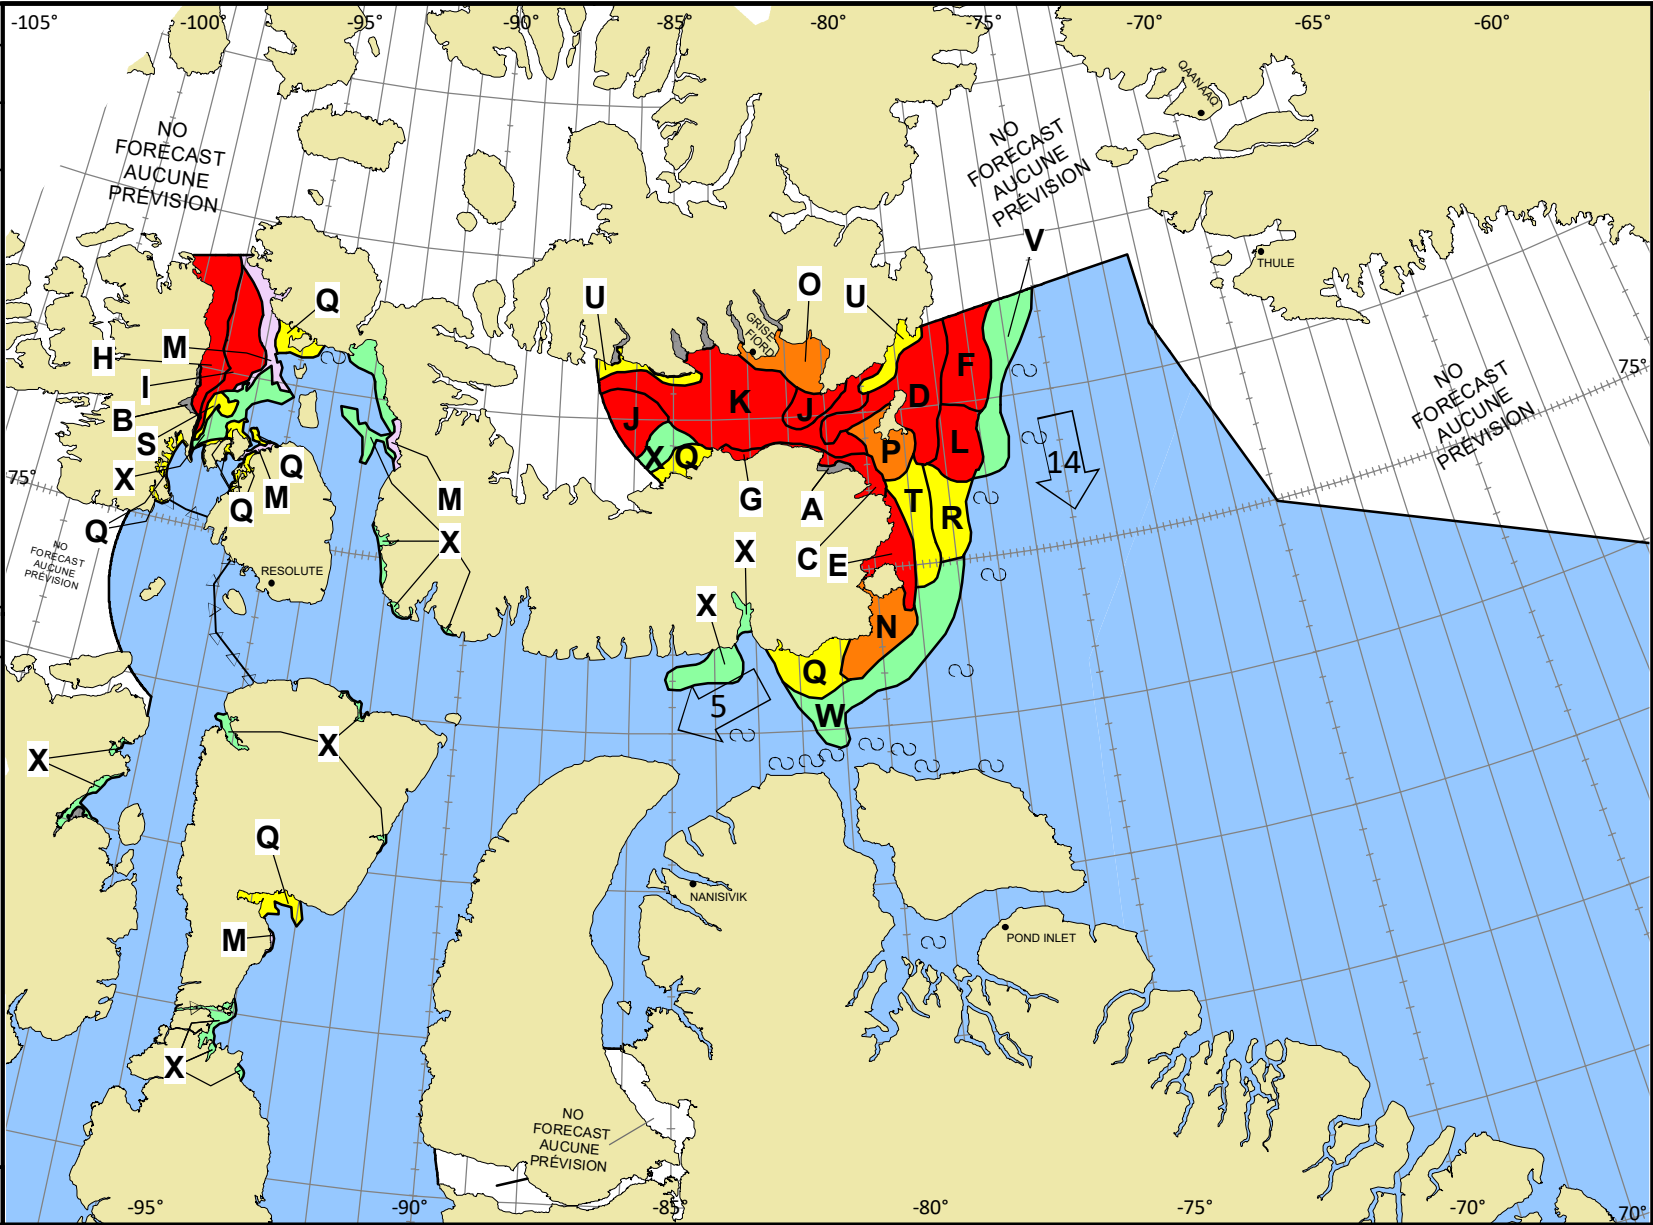 -105° -100° -95° -90° -85° -80° -75° -70° -65° -60°
QAANAAQ
NO
FORECAST
AUCUNE
PRÉVISION
NO
FORECAST
AUCUNE
PRÉVISION
V
THULE
U
Q
O
U
GRISE
FIORD
M
H
I
F
75°
NO
FORECAST
AUCUNE
PRÉVISION
B
S
K
J
J
D
L
X
Q
P
14
75°
X
Q
M
Q
M
G
A
T
R
Q
X
X
C
E
NO
FORECAST
AUCUNE
PRÉVISION
RESOLUTE
X
N
Q
5
W
X
X
Q
NANISIVIK
M
POND INLET
X
NO
FORECAST
AUCUNE
PRÉVISION
-95° -90° -85° -80° -75° -70° 70°